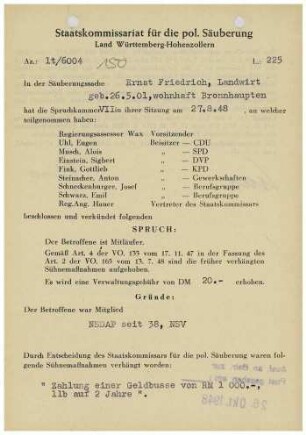 Staatskommissariat für die pol. Säuberung
Land Württemberg-Hohenzollern
Az.: 1t/6004 150 L. 225
In der Säuberungssache Ernst Friedrich, Landwirt
geb.26.5.01, wohnhaft Bronnhaupten
hat die Spruchkammer VII in ihrer Sitzung am 27.8.48 , an welcher
teilgenommen haben:
Regierungsassessor Wax Vorsitzender
Uhl, Eugen Beisitzer — CDU
Musch, Alois „ — SPD
Einstein, Sigbert „ — DVP
Fink, Gottlieb „ — KPD
Steinacher, Anton „ — Gewerkschaften
Schneckenburger, Josef „ — Berufsgruppe
Schwarz, Emil „ — Berufsgruppe
Reg.Ang. Hauer Vertreter des Staatskommissars
beschlossen und verkündet folgenden
SPRUCH:
Der Betroffene ist Mitläufer.
Gemäß Art. 4 der VO. 133 vom 17. 11. 47 in der Fassung des
Art. 2 der VO. 165 vom 13. 7. 48 sind die früher verhängten
Sühnemaßnahmen aufgehoben.
Es wird eine Verwaltungsgebühr von DM 20.- erhoben.
Gründe:
Der Betroffene war Mitglied
NSDAP seit 38, NSV
Durch Entscheidung des Staatskommissars für die pol. Säuberung waren folgende
Sühnemaßnahmen verhängt worden:
" Zahlung einer Geldbusse von RM 1 000.-,
llb auf 2 Jahre ".